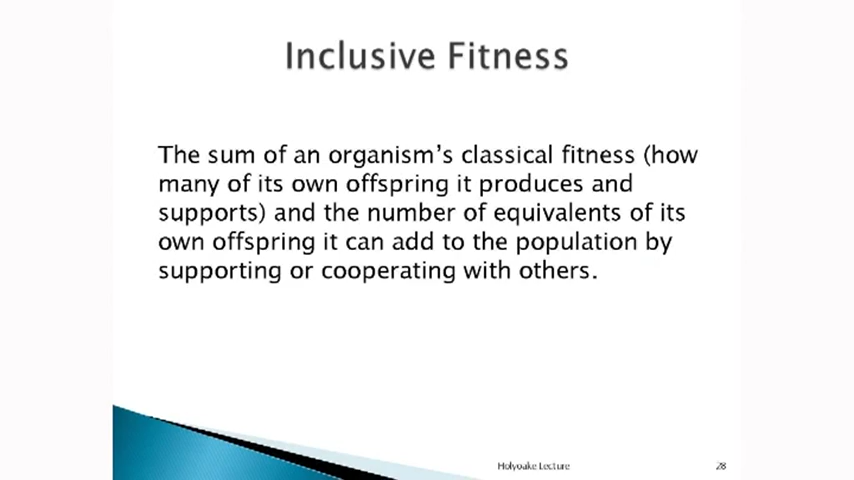 Inclusive Fitness
The sum of an organism’s classical fitness (how
many of its own offspring it produces and
supports) and the number of equivalents of its
own offspring it can add to the population by
supporting or cooperating with others.
Holyoake Lecture
28